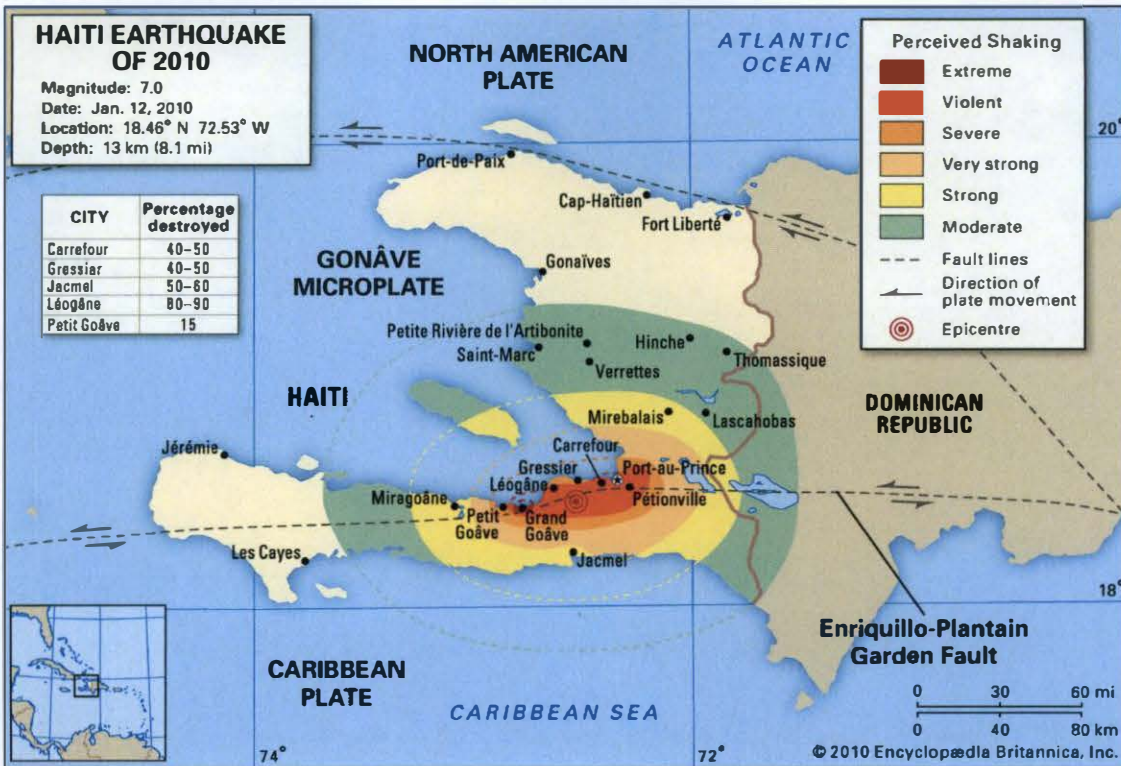 HAITI EARTHQUAKE
OF 2010
Magnitude: 7.0
Date: Jan. 12, 2010
Location: 18.46° N 72.53° W
Depth: 13 km (8.1 mi)
CITY Percentage
destroyed
Carrefour 40–50
Gressiar 40–50
Jacmel 50–60
Léogâne 80–90
Petit Goâve 15
NORTH AMERICAN
PLATE
ATLANTIC
OCEAN
Perceived Shaking
Extreme
Violent
Severe
Very strong
Strong
Moderate
Fault lines
Direction of
plate movement
Epicentre
20°
Port-de-Paix
Cap-Haïtien
Fort Liberté
GONÂVE
MICROPLATE
Gonaïves
Petite Rivière de l'Artibonite
Saint-Marc
Verrettes
Hinche
Thomassique
HAITI
Mirebalais
Lascahobas
DOMINICAN
REPUBLIC
Jérémie
Carrefour
Gressier
Port-au-Prince
Léogâne
Pétionville
Miragoâne
Petit
Goâve
Grand
Goâve
Les Cayes
Jacmel
18°
Enriquillo-Plantain
Garden Fault
CARIBBEAN
PLATE
CARIBBEAN SEA
74°
72°
0 30 60 mi
0 40 80 km
© 2010 Encyclopædia Britannica, Inc.